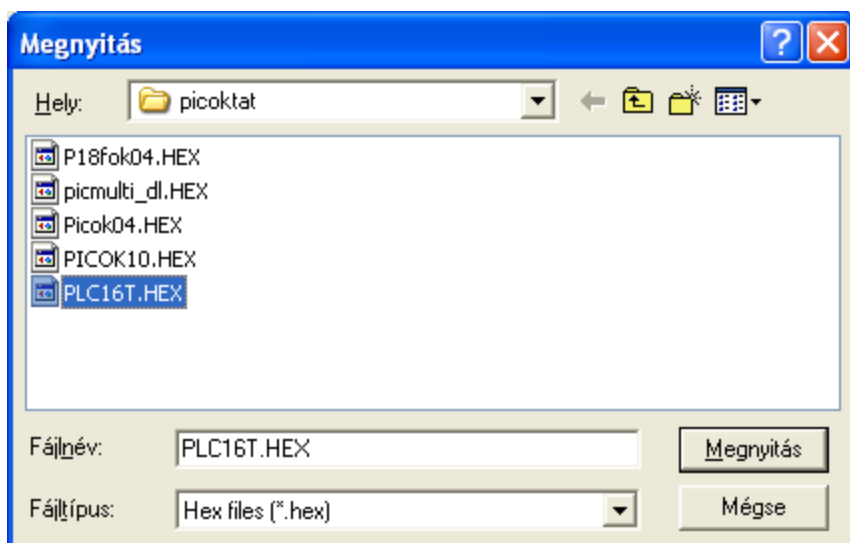 Megnyitás
Hely: picoktat
P18fok04.HEX
picmulti_dl.HEX
Picok04.HEX
PICOK10.HEX
PLC16T.HEX
Fájlnév: PLC16T.HEX Megnyitás
Fájltípus: Hex files (*.hex) Mégse